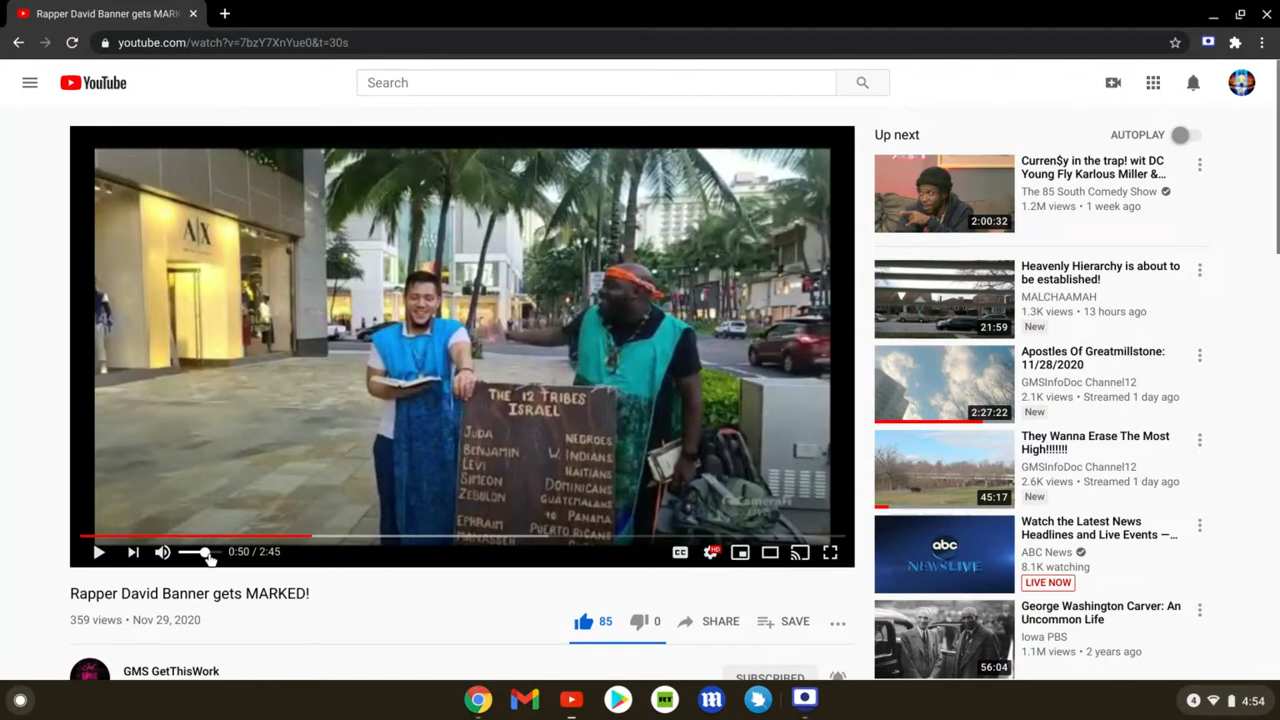 Rapper David Banner gets MARK
youtube.com/watch?v=7bzY7XnYue0&t=30s
YouTube
Search
A|X
THE 12 TRIBES
ISRAEL
JUDA NEGROES
BENJAMIN W. INDIANS
LEVI HAITIANS
SIMEON DOMINICANS
ZEBULON GUATEMALANS
to PANAMA
EPHRAIM PUERTO RICANS
MANASSEH
0:50 / 2:45
CC
HD
Rapper David Banner gets MARKED!
359 views • Nov 29, 2020
85
0
SHARE
SAVE
GMS GetThisWork
SUBSCRIBED
Up next
AUTOPLAY
2:00:32
Curren$y in the trap! wit DC
Young Fly Karlous Miller &...
The 85 South Comedy Show
1.2M views • 1 week ago
21:59
Heavenly Hierarchy is about to
be established!
MALCHAAMAH
1.3K views • 13 hours ago
New
2:27:22
Apostles Of Greatmillstone:
11/28/2020
GMSInfoDoc Channel12
2.1K views • Streamed 1 day ago
New
45:17
They Wanna Erase The Most
High!!!!!!!
GMSInfoDoc Channel12
2.6K views • Streamed 1 day ago
New
abc
NEWSLIVE
Watch the Latest News
Headlines and Live Events —...
ABC News
8.1K watching
LIVE NOW
56:04
George Washington Carver: An
Uncommon Life
Iowa PBS
1.1M views • 2 years ago
RT
m
4
4:54